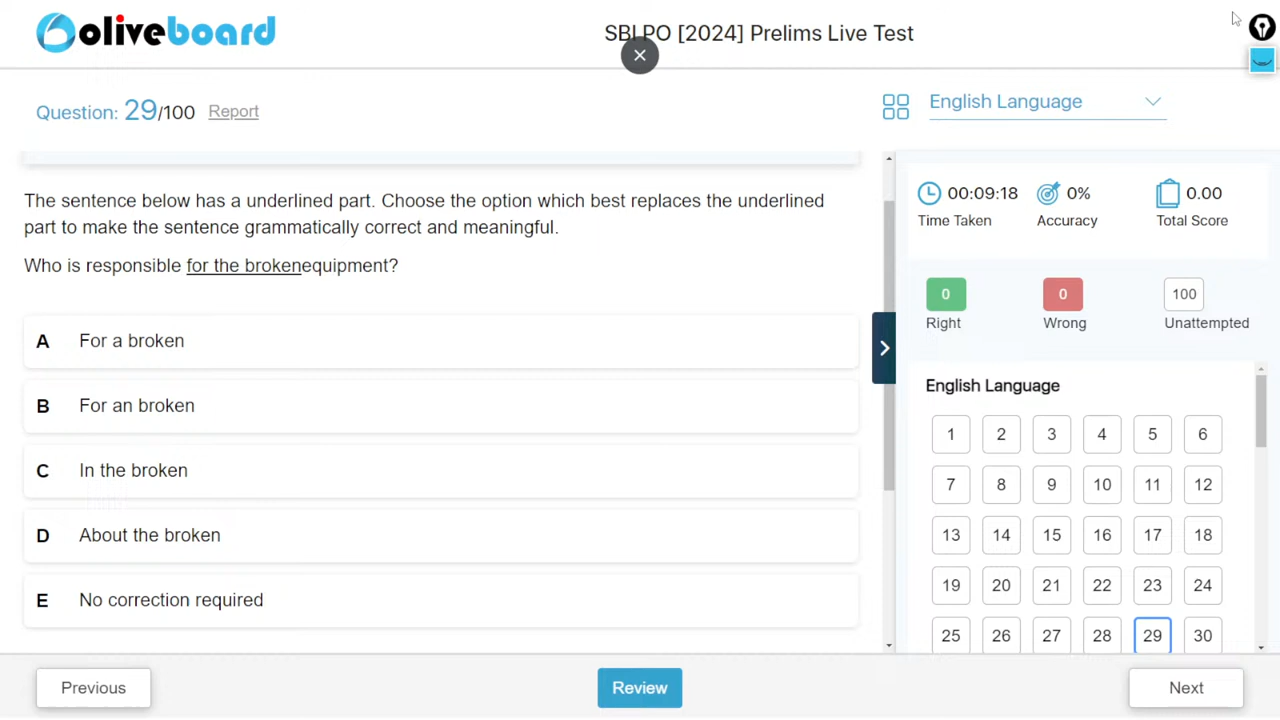 oliveboard
SBI PO [2024] Prelims Live Test
Question: 29/100 Report
English Language
The sentence below has a underlined part. Choose the option which best replaces the underlined
part to make the sentence grammatically correct and meaningful.
Who is responsible for the brokenequipment?
A For a broken
B For an broken
C In the broken
D About the broken
E No correction required
00:09:18
Time Taken
0%
Accuracy
0.00
Total Score
0
Right
0
Wrong
100
Unattempted
English Language
1 2 3 4 5 6
7 8 9 10 11 12
13 14 15 16 17 18
19 20 21 22 23 24
25 26 27 28 29 30
Previous
Review
Next